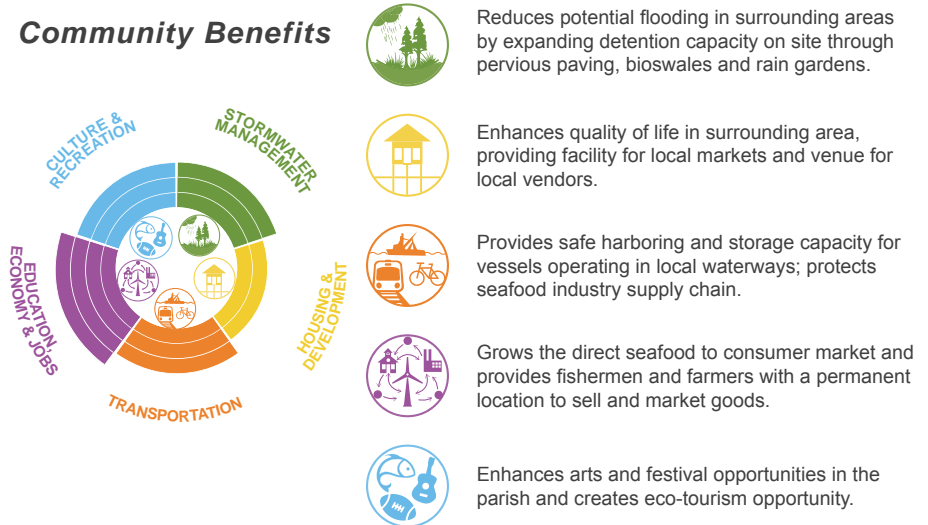 Community Benefits
CULTURE &
RECREATION
STORMWATER
MANAGEMENT
EDUCATION,
ECONOMY & JOBS
HOUSING &
DEVELOPMENT
TRANSPORTATION
Reduces potential flooding in surrounding areas
by expanding detention capacity on site through
pervious paving, bioswales and rain gardens.
Enhances quality of life in surrounding area,
providing facility for local markets and venue for
local vendors.
Provides safe harboring and storage capacity for
vessels operating in local waterways; protects
seafood industry supply chain.
Grows the direct seafood to consumer market and
provides fishermen and farmers with a permanent
location to sell and market goods.
Enhances arts and festival opportunities in the
parish and creates eco-tourism opportunity.